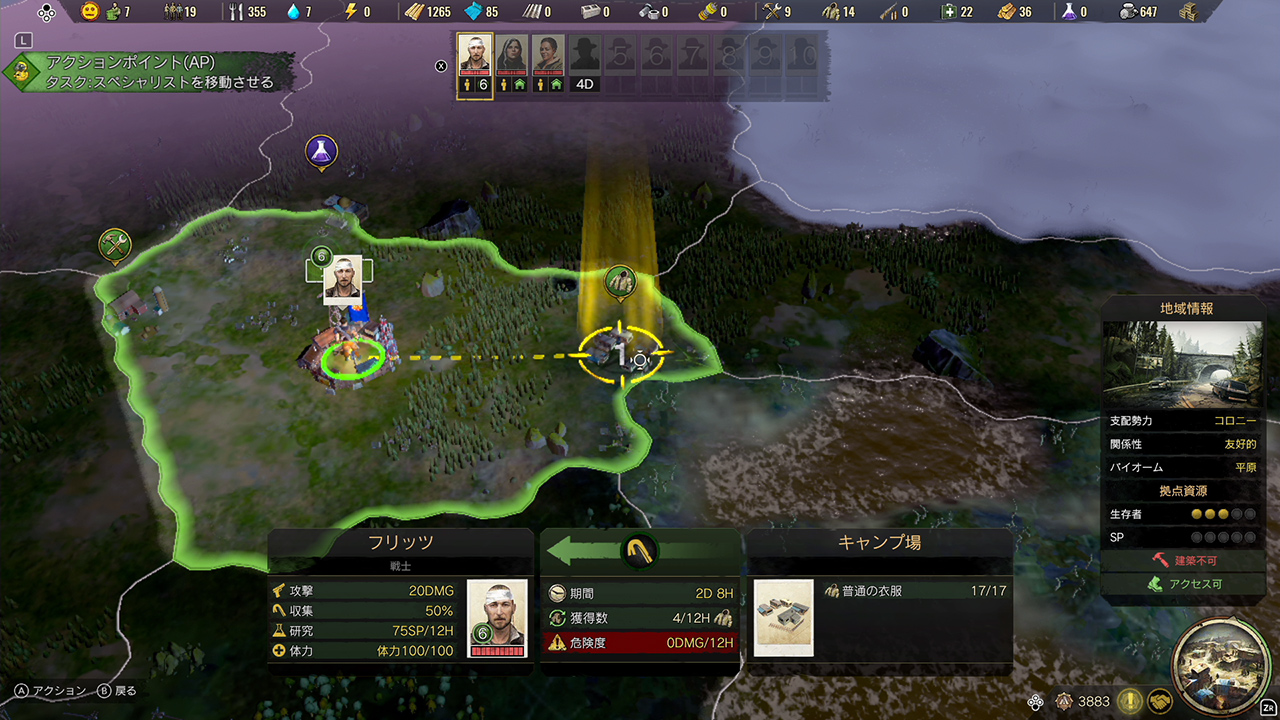 7 19 355 7 0 1265 85 0 0 0 0 9 14 0 22 36 0 647
L
アクションポイント(AP)
タスク:スペシャリストを移動させる
X
5 6 7 8 9 10
6 4D
6
1
地域情報
支配勢力 コロニー
関係性 友好的
バイオーム 平原
拠点資源
生存者
SP
建築不可
アクセス可
フリッツ
戦士
攻撃 20DMG
収集 50%
研究 75SP/12H
体力 体力100/100
6
期間 2D 8H
獲得数 4/12H
危険度 0DMG/12H
キャンプ場
普通の衣服 17/17
A アクション B 戻る
3883
ZR